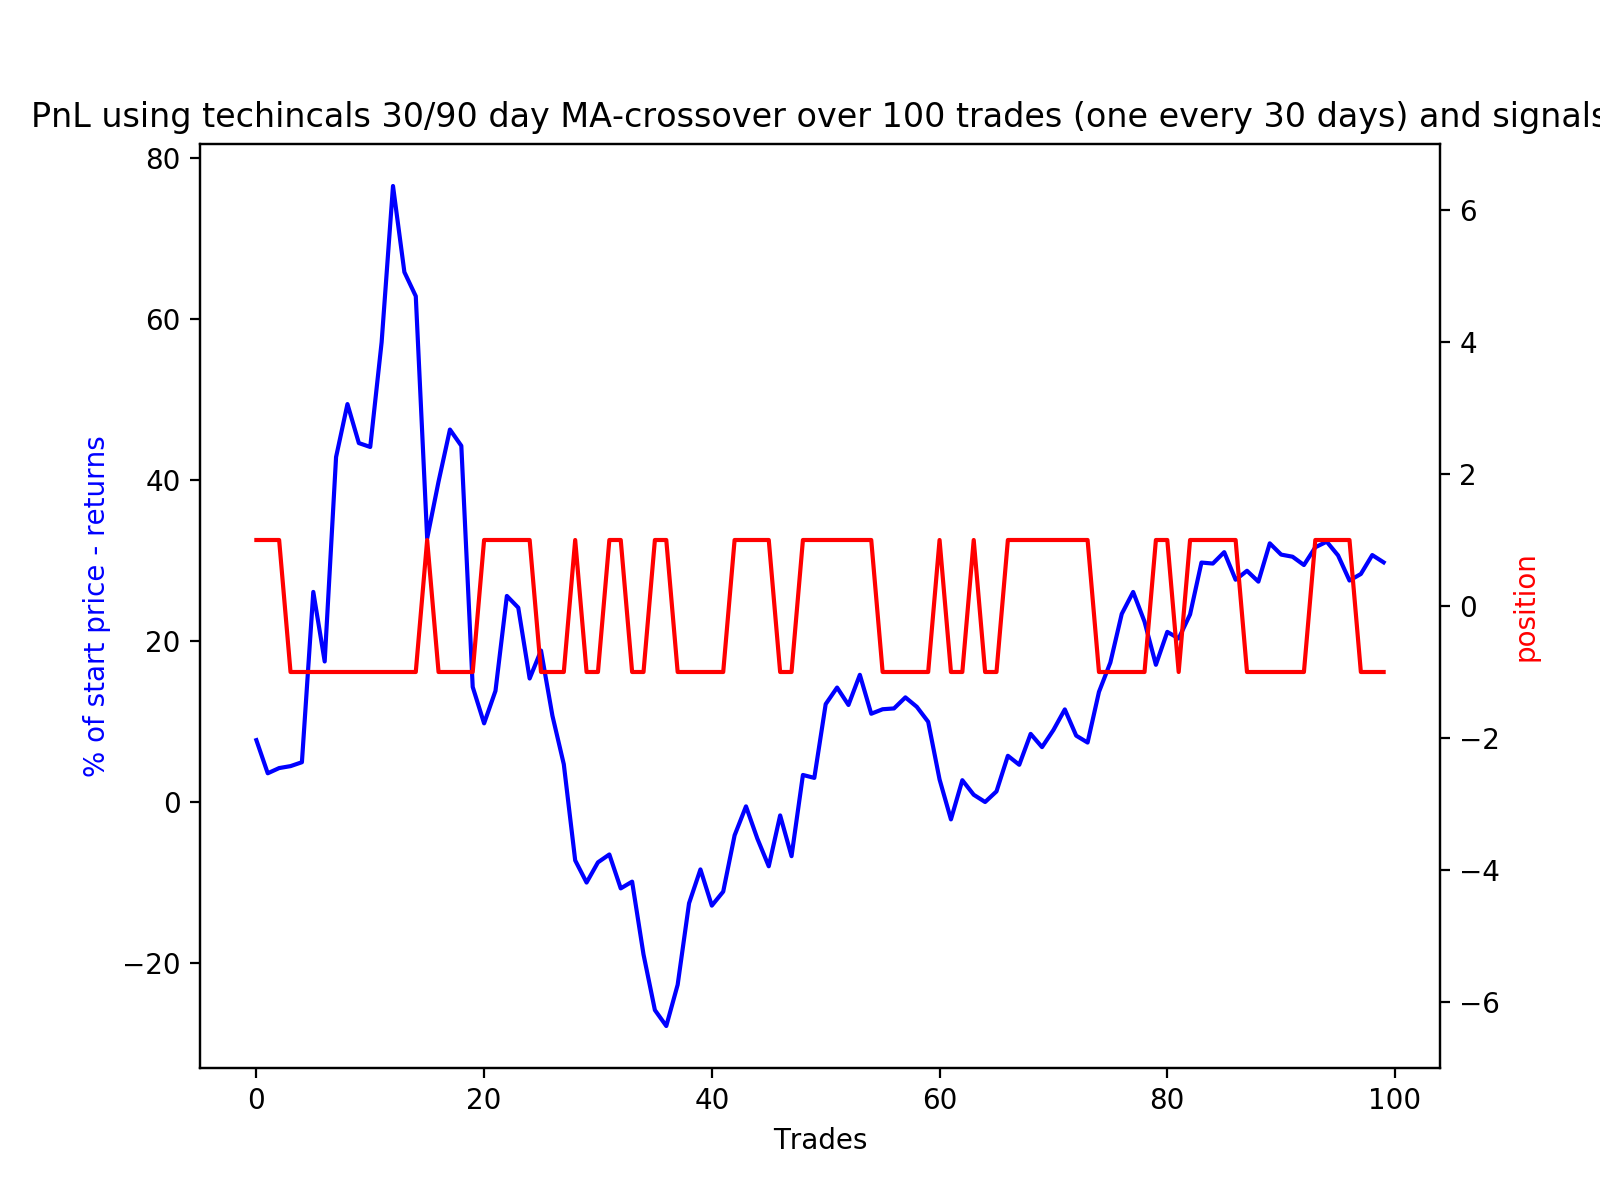 PnL using techincals 30/90 day MA-crossover over 100 trades (one every 30 days) and signals
80
60
40
20
0
−20
6
4
2
0
−2
−4
−6
% of start price - returns
position
0 20 40 60 80 100
Trades